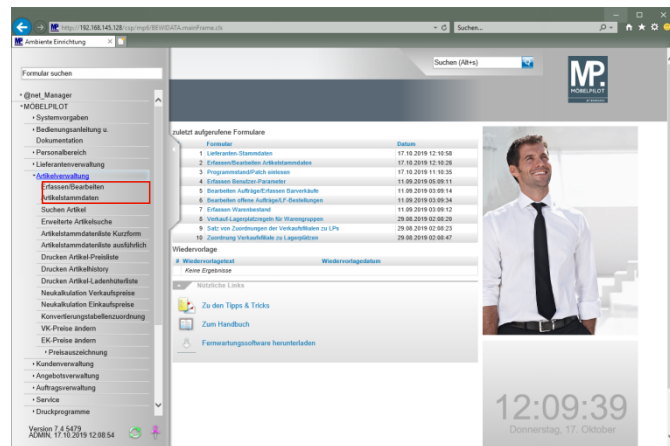 http://192.168.145.128/csp/mp6/BEWIDATA.mainFrame.cls
Suchen...
Ambiente Einrichtung
Suchen (Alt+s)
MP.
MÖBELPILOT
Formular suchen
@net_Manager
MÖBELPILOT
Systemvorgaben
Bedienungsanleitung u.
Dokumentation
Personalbereich
Lieferantenverwaltung
Artikelverwaltung
Erfassen/Bearbeiten
Artikelstammdaten
Suchen Artikel
Erweiterte Artikelsuche
Artikelstammdatenliste Kurzform
Artikelstammdatenliste ausführlich
Drucken Artikel-Preisliste
Drucken Artikelhistory
Drucken Artikel-Ladenhüterliste
Neukalkulation Verkaufspreise
Neukalkulation Einkaufspreise
Konvertierungstabellenzuordnung
VK-Preise ändern
EK-Preise ändern
Preisauszeichnung
Kundenverwaltung
Angebotsverwaltung
Auftragsverwaltung
Service
Druckprogramme
Version 7.4 5479
ADMIN, 17.10.2019 12:08:54
zuletzt aufgerufene Formulare
Formular Datum
1 Lieferanten-Stammdaten 17.10.2019 12:10:58
2 Erfassen/Bearbeiten Artikelstammdaten 17.10.2019 12:10:26
3 Programmstand/Patch einlesen 17.10.2019 11:10:35
4 Erfassen Benutzer-Parameter 11.09.2019 05:09:11
5 Bearbeiten Aufträge/Erfassen Barverkäufe 11.09.2019 03:09:14
6 Bearbeiten offene Aufträge/LF-Bestellungen 11.09.2019 03:09:34
7 Erfassen Warenbestand 11.09.2019 03:09:12
8 Verkauf-Lagerplatzregeln für Warengruppen 29.08.2019 02:08:20
9 Satz von Zuordnungen der Verkaufsfilialen zu LPs 29.08.2019 02:08:23
10 Zuordnung Verkaufsfiliale zu Lagerplätzen 29.08.2019 02:08:47
Wiedervorlage
# Wiedervorlagetext Wiedervorlagedatum
Keine Ergebnisse
Nützliche Links
Zu den Tipps & Tricks
Zum Handbuch
Fernwartungssoftware herunterladen
12:09:39
Donnerstag, 17. Oktober